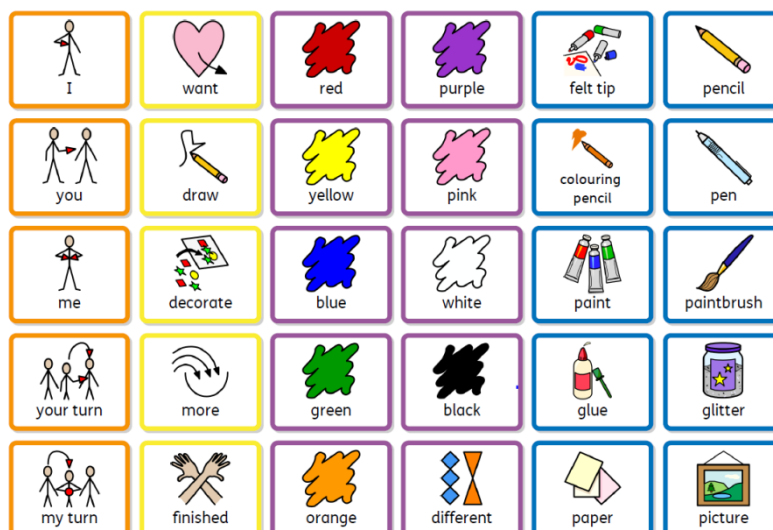 I want red purple felt tip pencil
you draw yellow pink colouring pencil pen
me decorate blue white paint paintbrush
your turn more green black glue glitter
my turn finished orange different paper picture